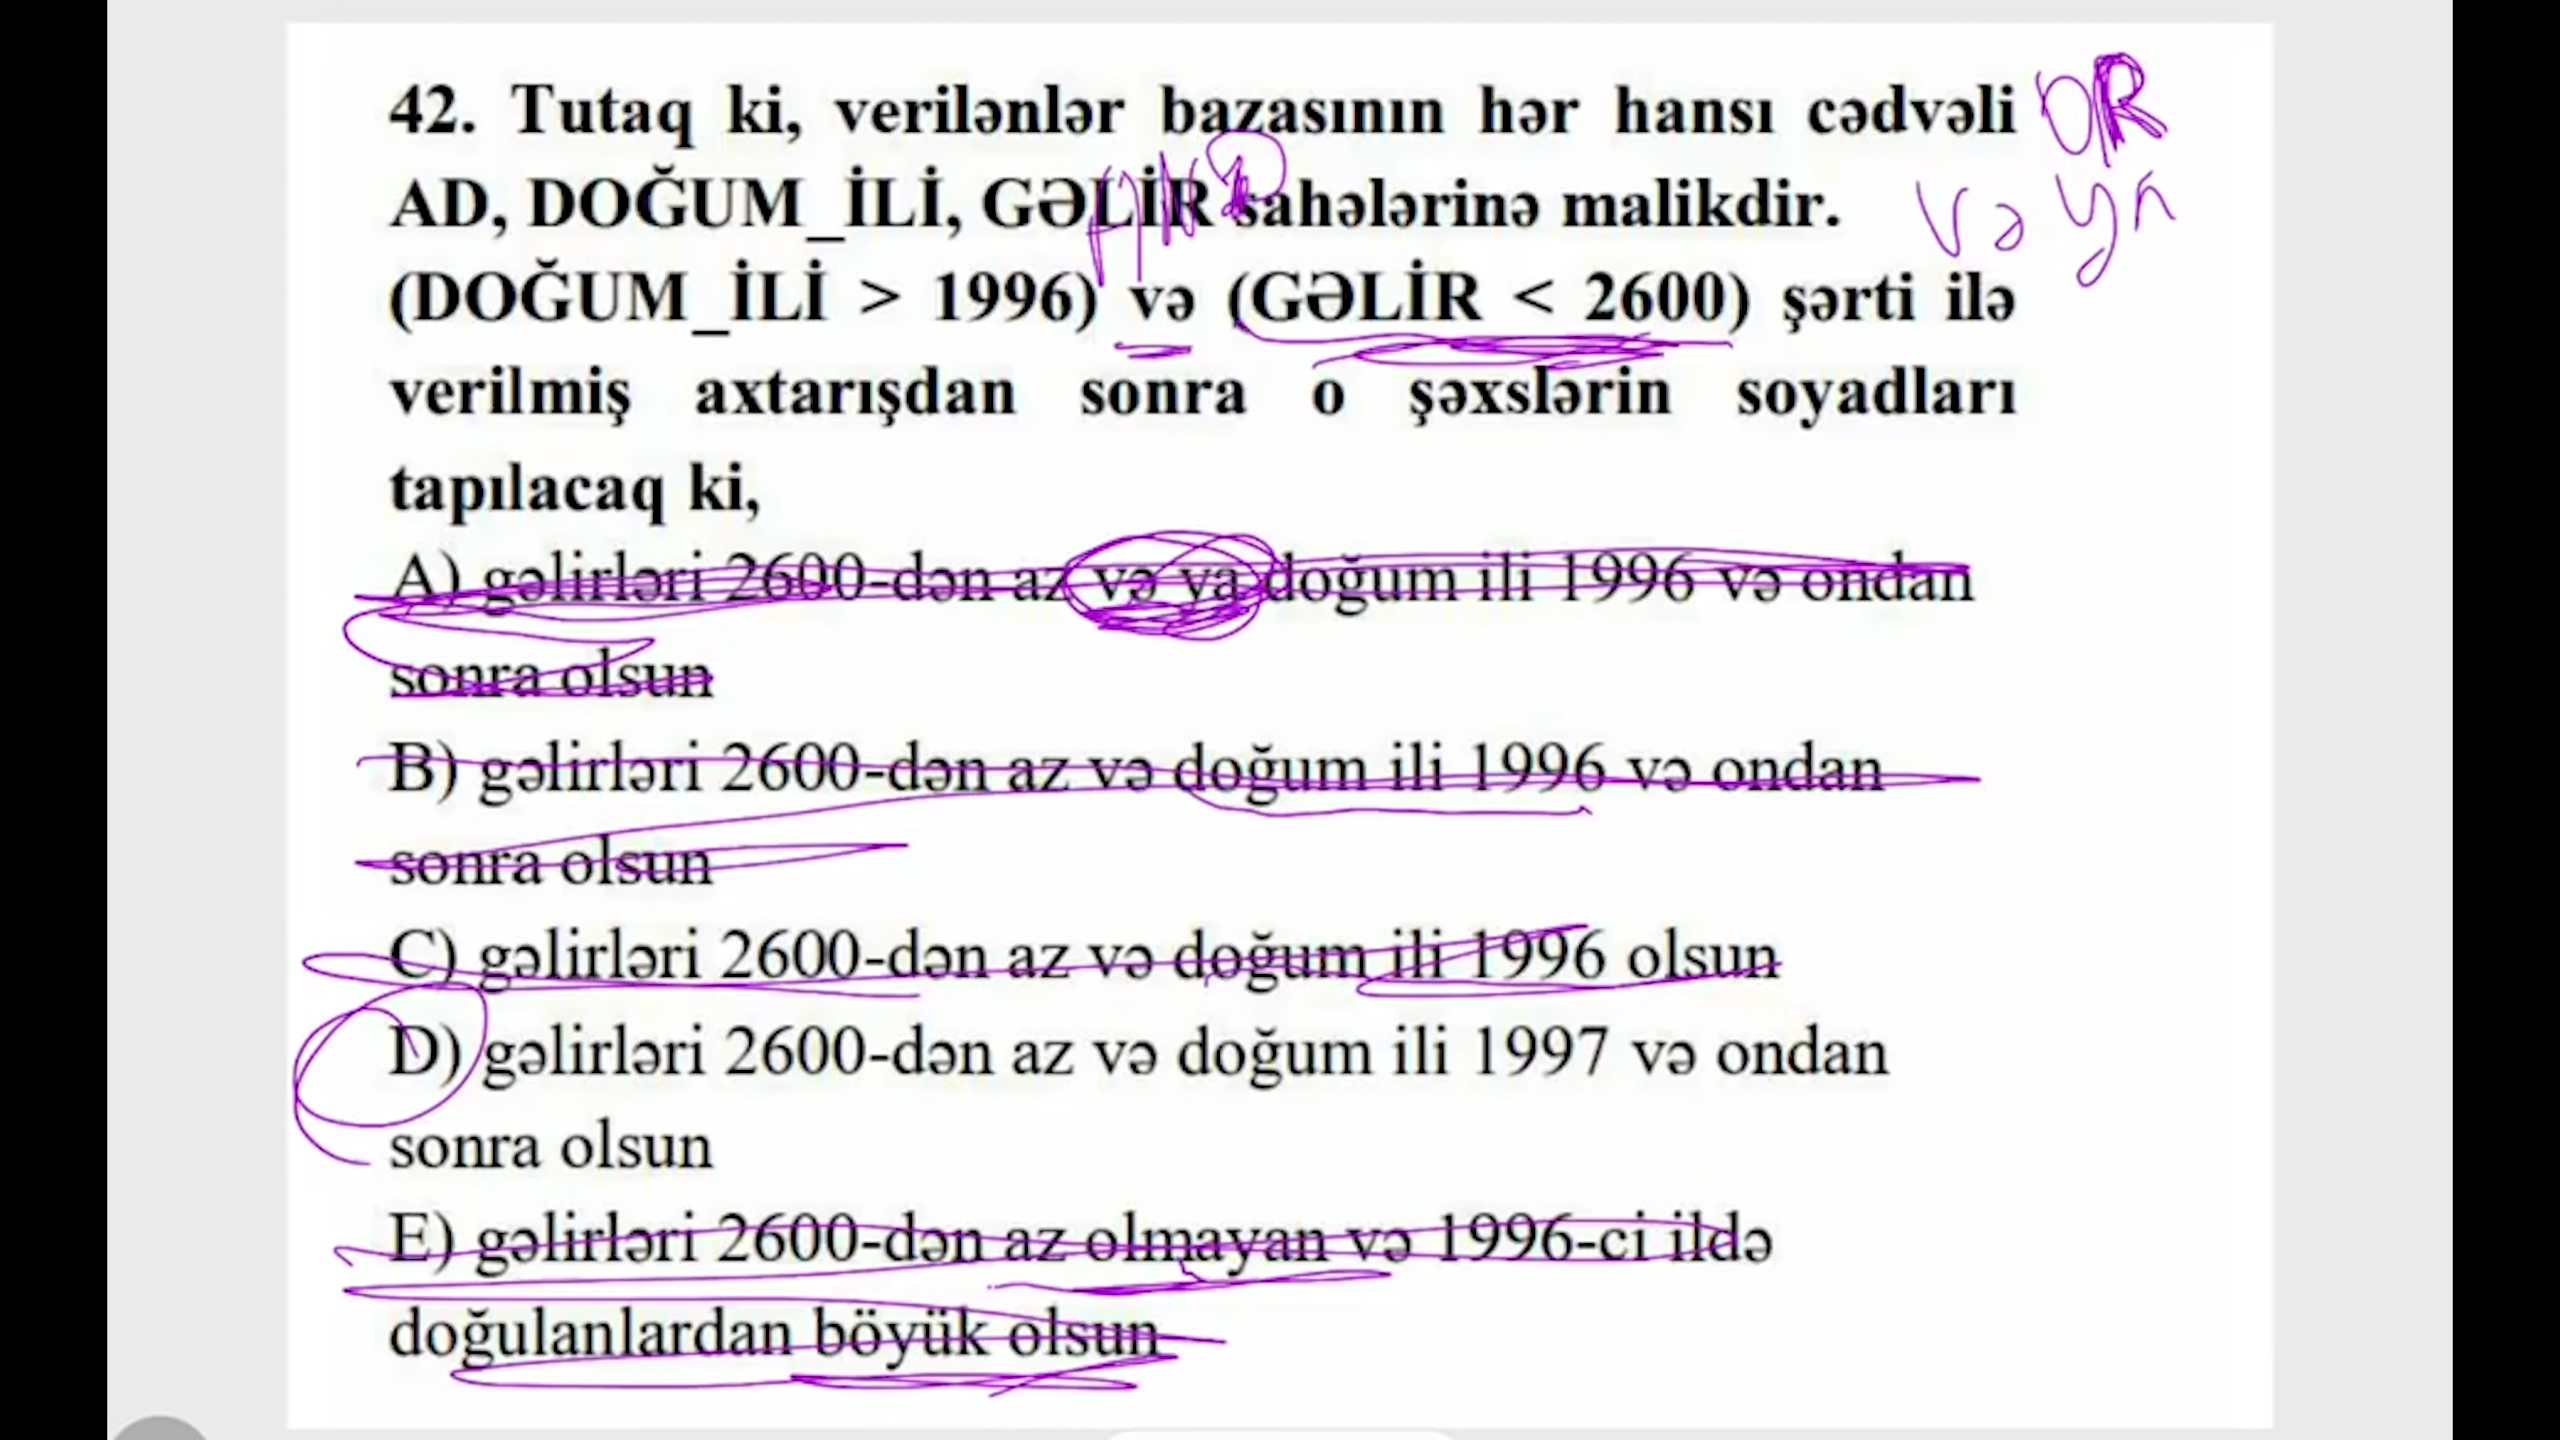 42. Tutaq ki, verilənlər bazasının hər hansı cədvəli OR
AD, DOĞUM_İLİ, GƏLİR sahələrinə malikdir. Və ya
AND
(DOĞUM_İLİ > 1996) və (GƏLİR < 2600) şərti ilə
verilmiş axtarışdan sonra o şəxslərin soyadları
tapılacaq ki,
A) gəlirləri 2600-dən az və ya doğum ili 1996 və ondan
sonra olsun
B) gəlirləri 2600-dən az və doğum ili 1996 və ondan
sonra olsun
C) gəlirləri 2600-dən az və doğum ili 1996 olsun
D) gəlirləri 2600-dən az və doğum ili 1997 və ondan
sonra olsun
E) gəlirləri 2600-dən az olmayan və 1996-ci ildə
doğulanlardan böyük olsun